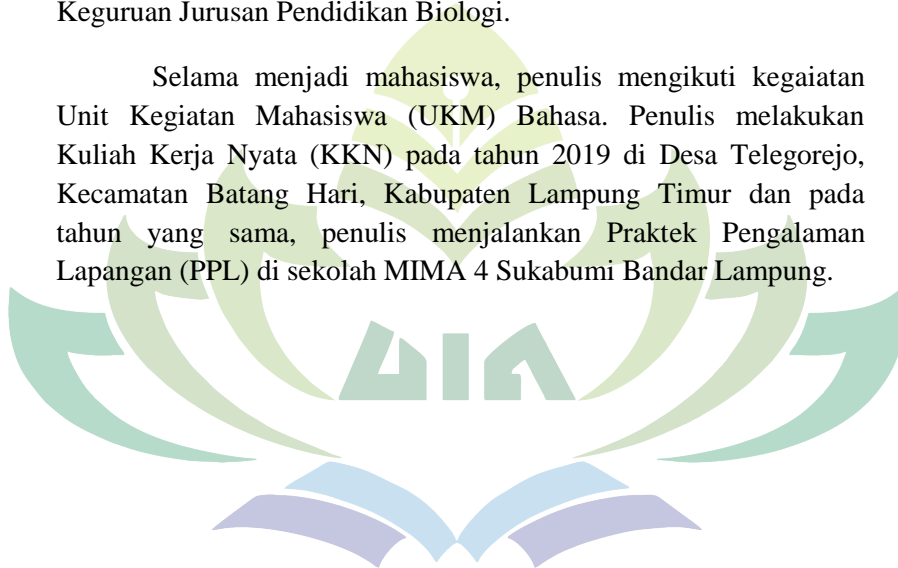 Keguruan Jurusan Pendidikan Biologi.
Selama menjadi mahasiswa, penulis mengikuti kegaiatan
Unit Kegiatan Mahasiswa (UKM) Bahasa. Penulis melakukan
Kuliah Kerja Nyata (KKN) pada tahun 2019 di Desa Telegorejo,
Kecamatan Batang Hari, Kabupaten Lampung Timur dan pada
tahun yang sama, penulis menjalankan Praktek Pengalaman
Lapangan (PPL) di sekolah MIMA 4 Sukabumi Bandar Lampung.
UIN